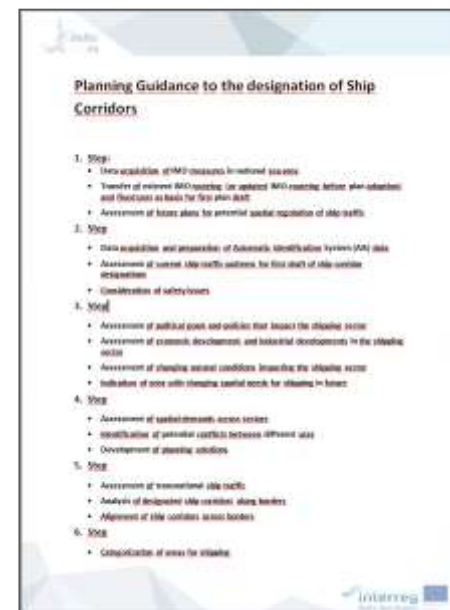 Planning Guidance to the designation of Ship
Corridors
1. Step
• Data acquisition of IMO measures in national sea area
• Transfer of relevant IMO routing (or updated IMO routing before plan adoption)
and fixed uses as basis for first plan draft
• Assessment of future plans for potential spatial regulation of ship traffic
2. Step
• Data acquisition and preparation of Automatic Identification System (AIS) data
• Assessment of current ship traffic patterns for first draft of ship corridor
designations
• Consideration of safety issues
3. Step
• Assessment of political goals and policies that impact the shipping sector
• Assessment of economic development and industrial developments in the shipping
sector
• Assessment of changing natural conditions impacting the shipping sector
• Indication of area with changing spatial needs for shipping in future
4. Step
• Assessment of spatial demands across sectors
• Identification of potential conflicts between different uses
• Development of planning solutions
5. Step
• Assessment of transnational ship traffic
• Analysis of designated ship corridors along borders
• Alignment of ship corridors across borders
6. Step
• Categorization of areas for shipping
Interreg